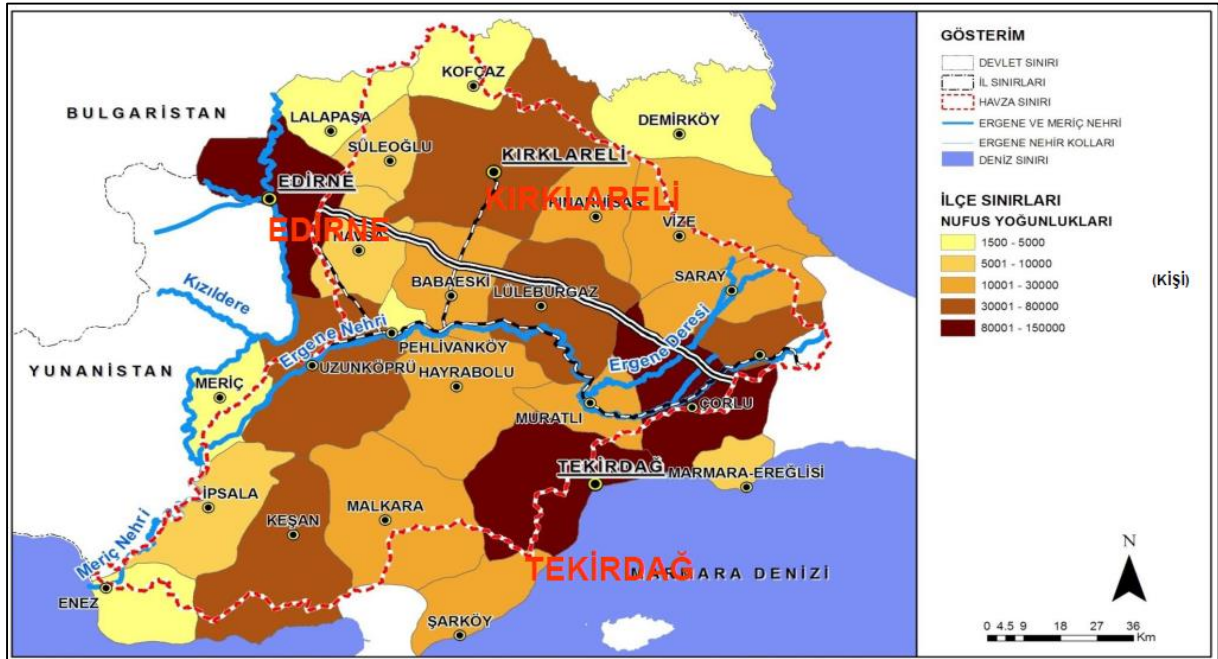 BULGARİSTAN
KOFÇAZ
LALAPAŞA
DEMİRKÖY
SÜLEOĞLU
KIRKLARELİ
EDİRNE
KIRKLARELİ
PINARHİSAR
EDİRNE
HAVSA
VİZE
SARAY
BABAESKİ
LÜLEBURGAZ
Kızıldere
Ergene Nehri
Ergene Deresi
PEHLİVANKÖY
YUNANİSTAN
UZUNKÖPRÜ
HAYRABOLU
MERİÇ
MURATLI
ÇORLU
TEKİRDAĞ
MARMARA-EREĞLİSİ
İPSALA
MALKARA
KEŞAN
Meriç Nehri
TEKİRDAĞ
MARMARA DENİZİ
ENEZ
ŞARKÖY
GÖSTERİM
DEVLET SINIRI
İL SINIRLARI
HAVZA SINIRI
ERGENE VE MERİÇ NEHRİ
ERGENE NEHİR KOLLARI
DENİZ SINIRI
İLÇE SINIRLARI
NUFUS YOĞUNLUKLARI
1500 - 5000
5001 - 10000
10001 - 30000
(KİŞİ)
30001 - 80000
80001 - 150000
N
0 4.5 9 18 27 36
Km